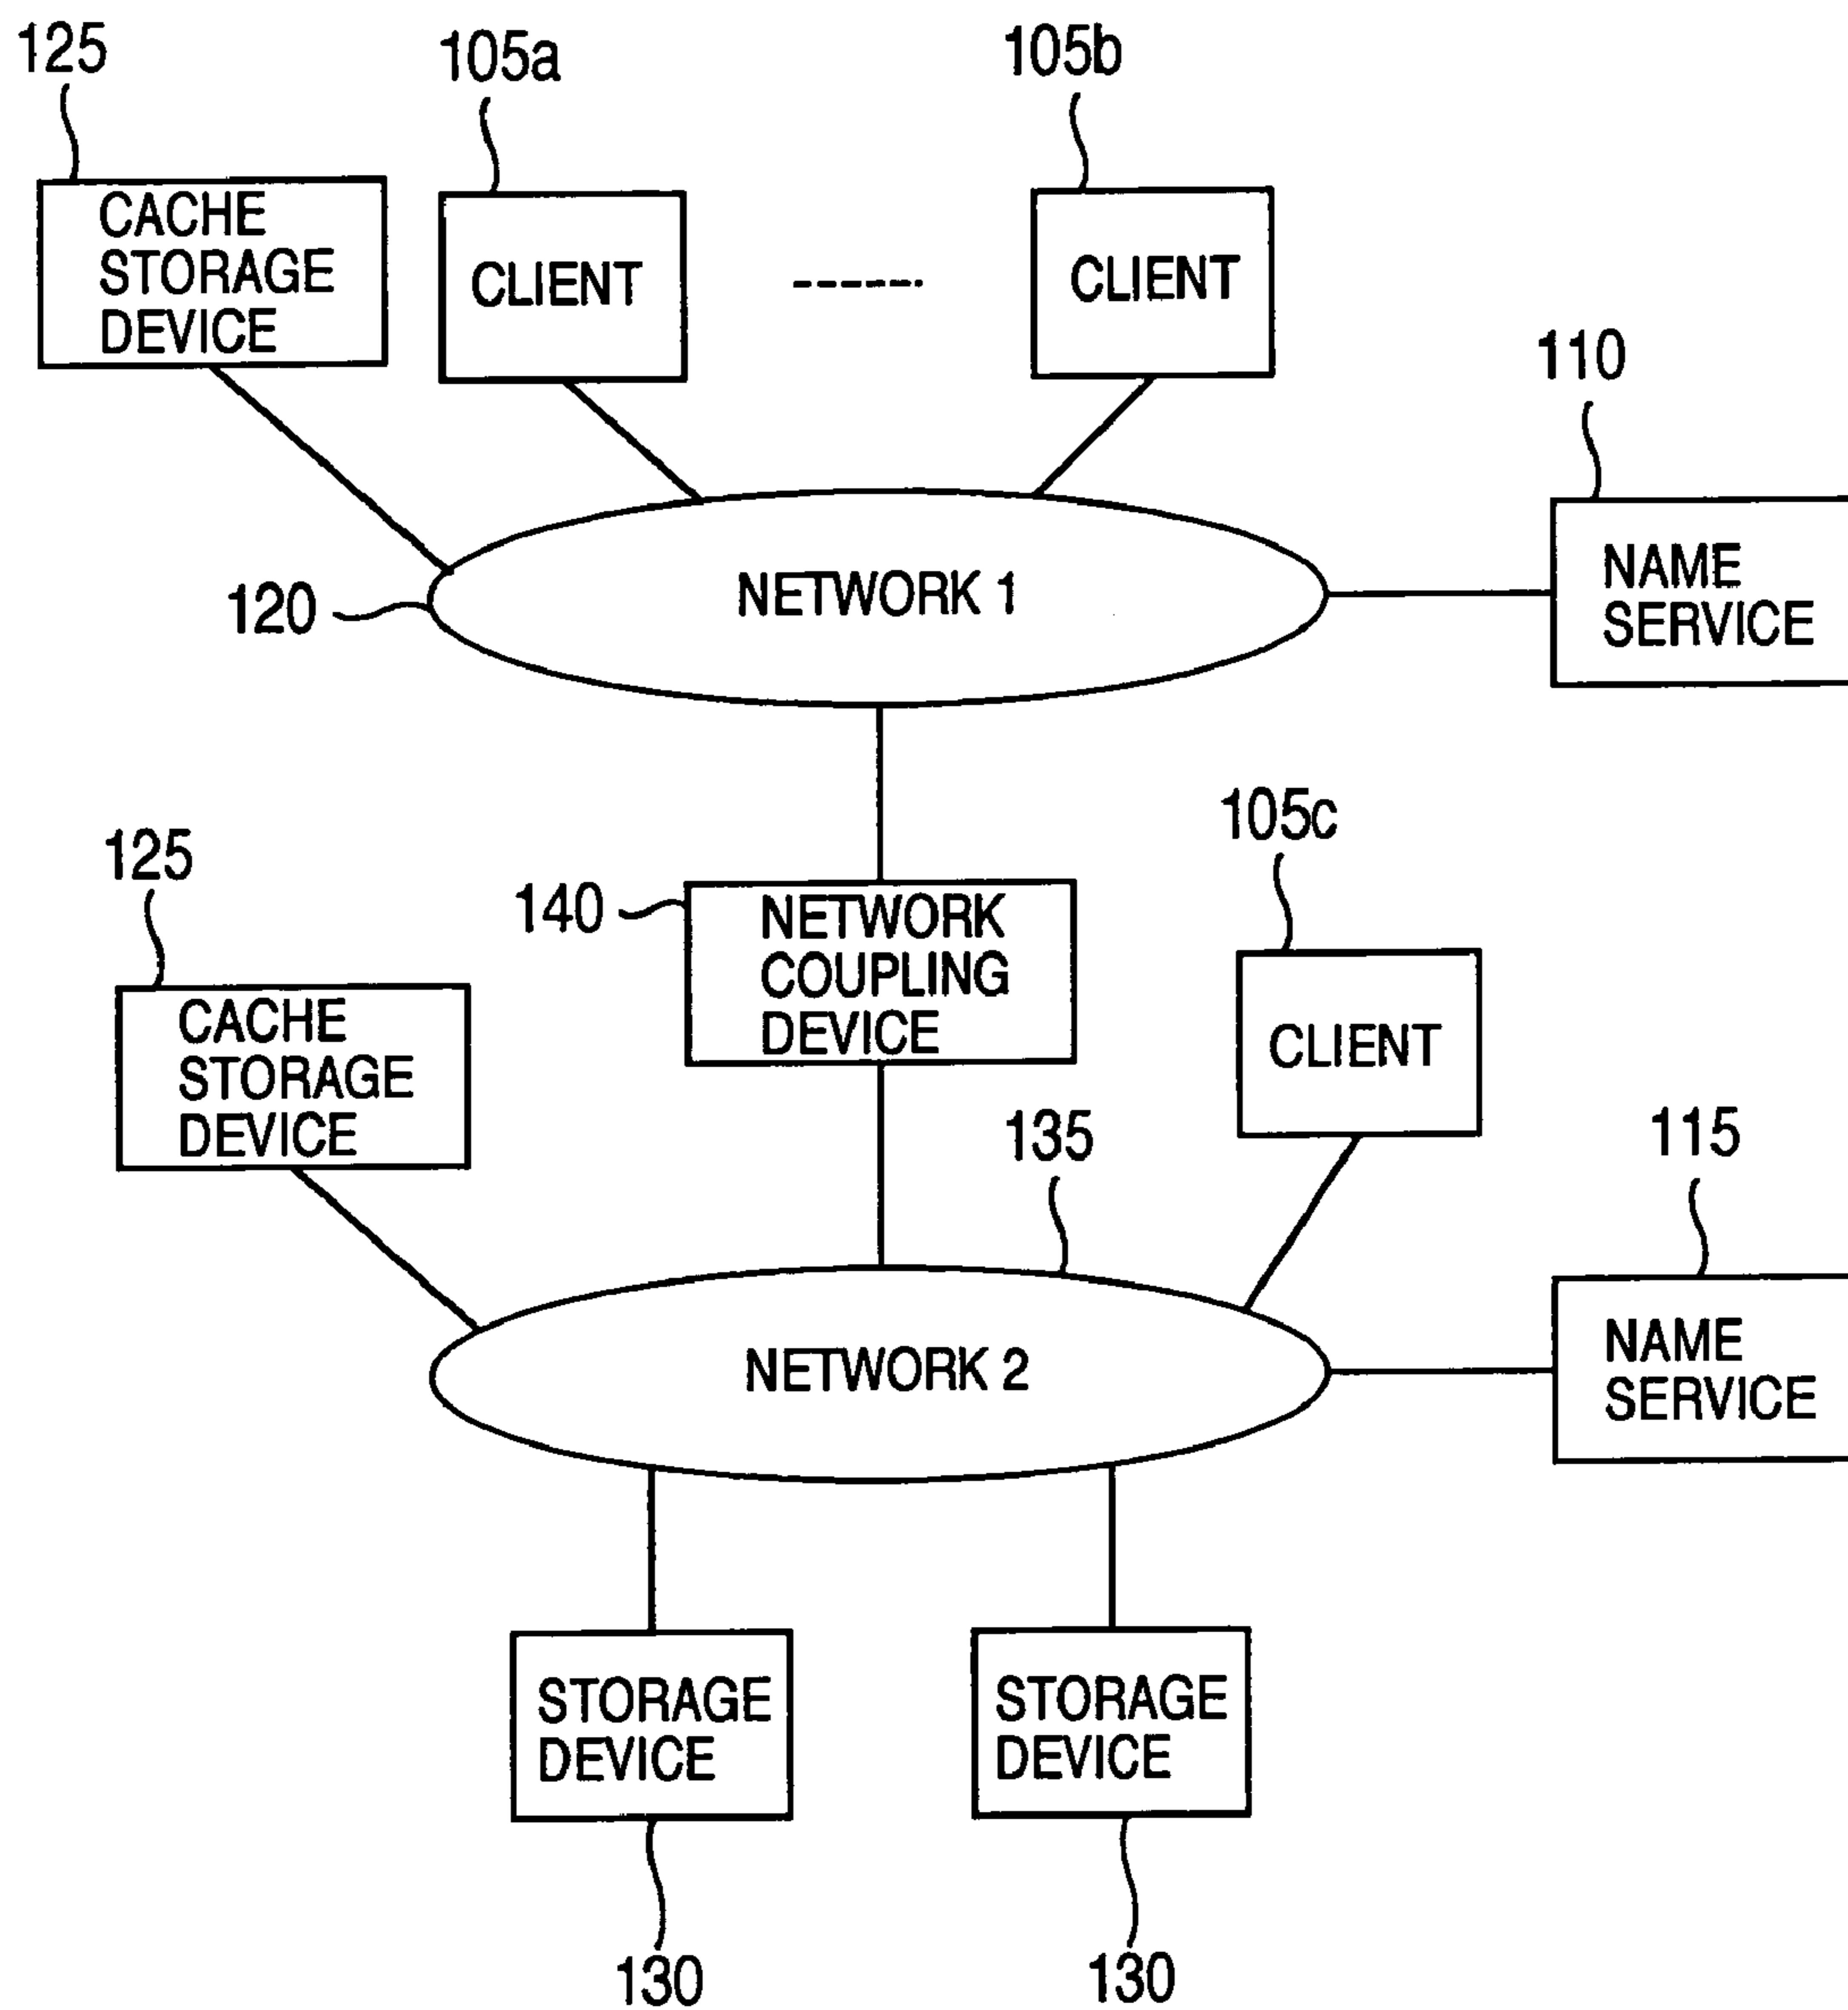 125
105a
105b
CACHE
STORAGE
DEVICE
CLIENT
CLIENT
110
NAME
SERVICE
120
NETWORK 1
105c
125
140
NETWORK
COUPLING
DEVICE
CACHE
STORAGE
DEVICE
CLIENT
135
115
NETWORK 2
NAME
SERVICE
STORAGE
DEVICE
STORAGE
DEVICE
130
130